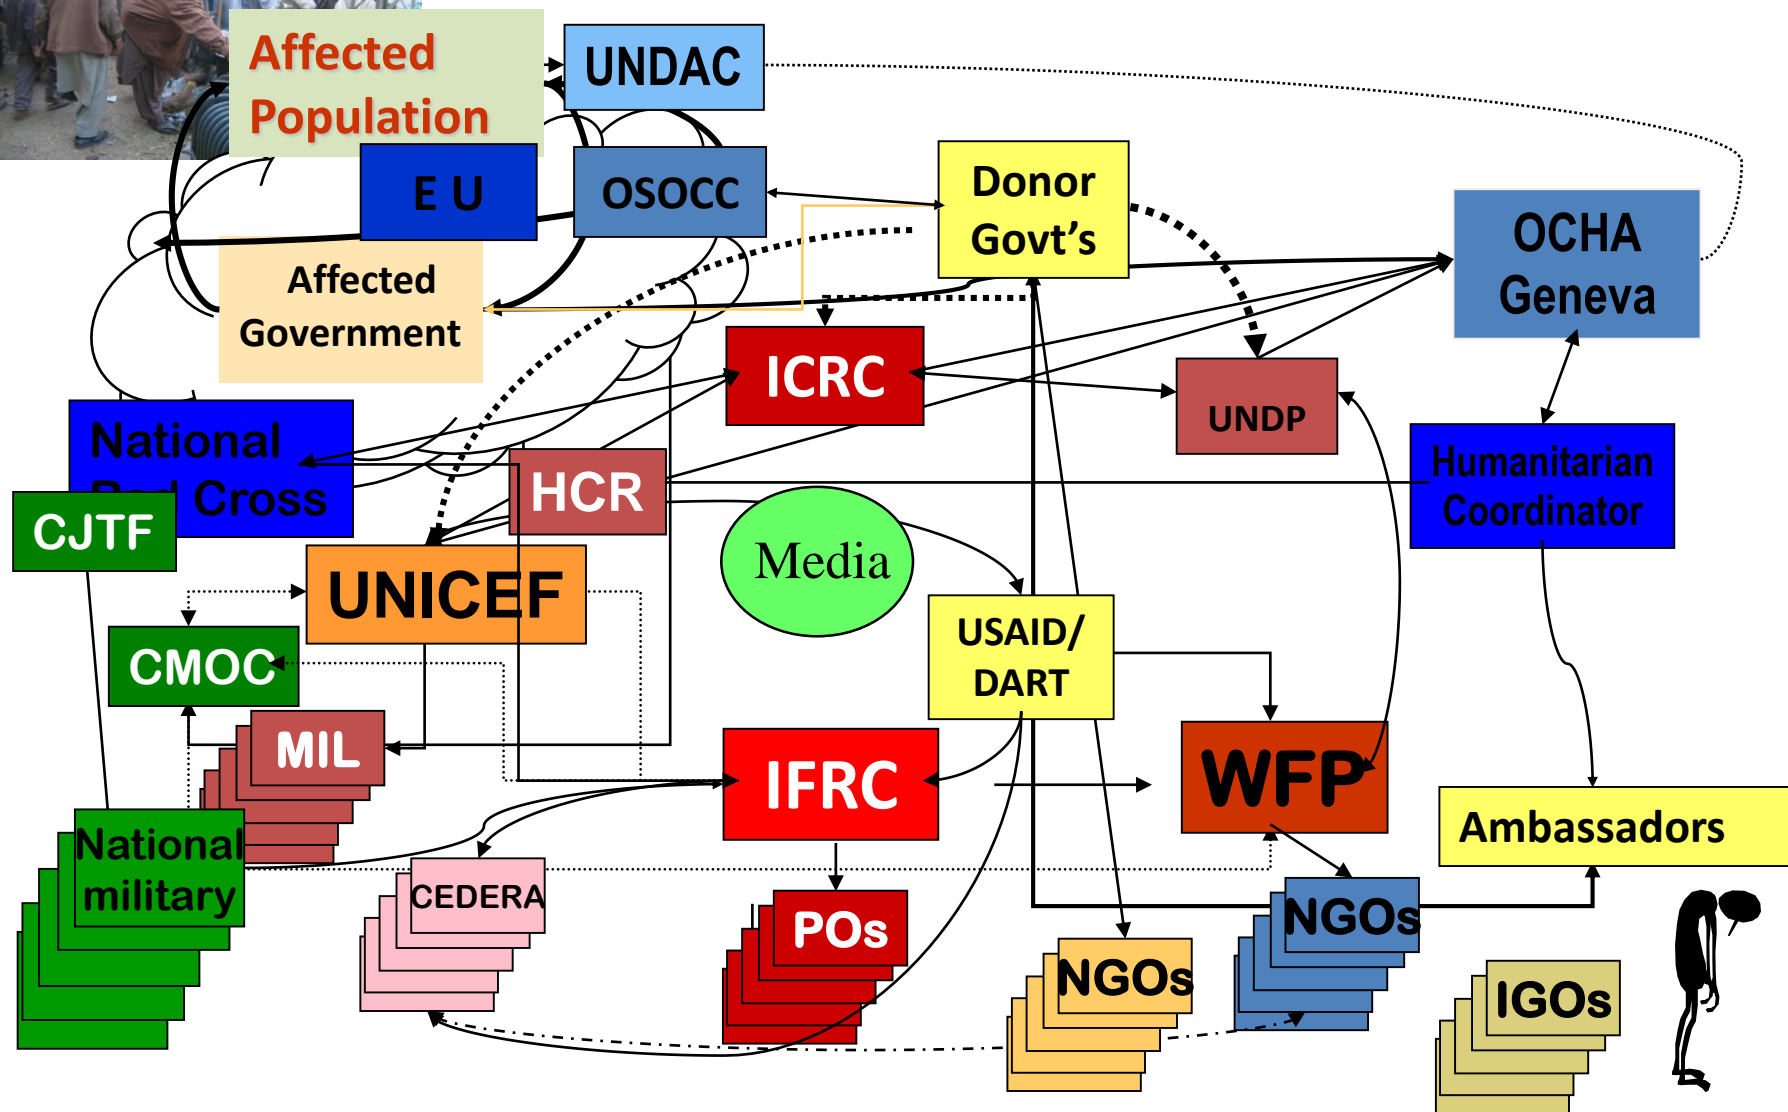 Affected
Population
UNDAC
E U
OSOCC
Donor
Govt’s
OCHA
Geneva
Affected
Government
ICRC
UNDP
National
Red Cross
HCR
Humanitarian
Coordinator
CJTF
UNICEF
Media
CMOC
USAID/
DART
MIL
IFRC
WFP
Ambassadors
National
military
CEDERA
POs
NGOs
NGOs
IGOs